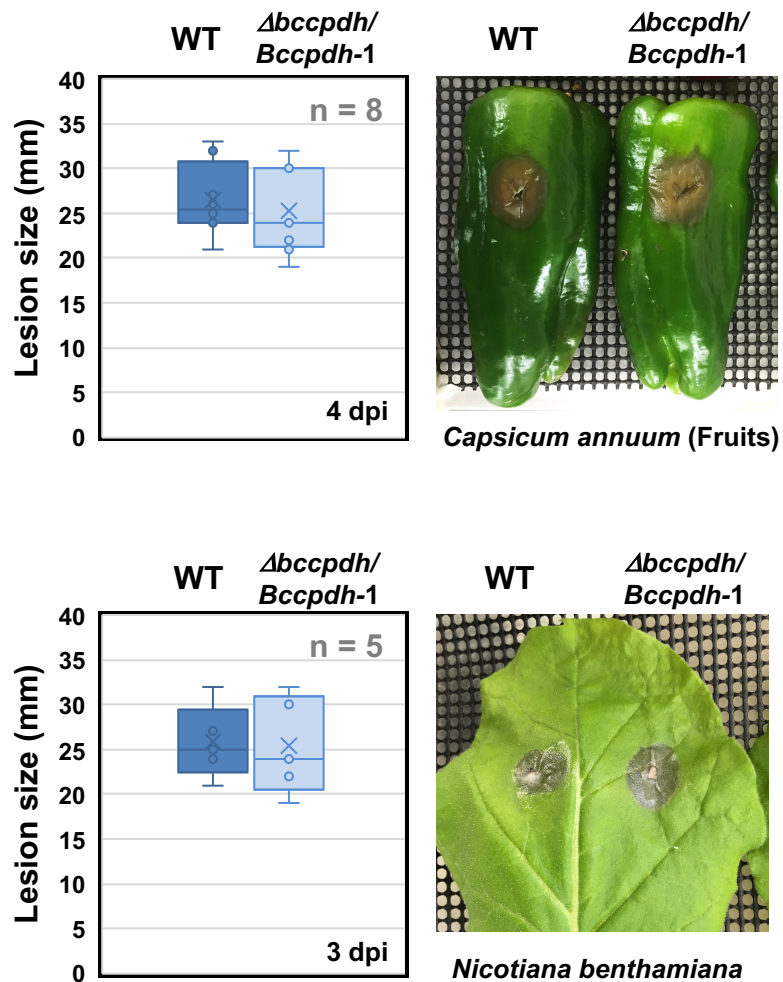 WT
Δbccpdh/
Bccpdh-1
WT
Δbccpdh/
Bccpdh-1
Lesion size (mm)
40
35
30
25
20
15
10
5
0
n = 8
4 dpi
Capsicum annuum (Fruits)
WT
Δbccpdh/
Bccpdh-1
WT
Δbccpdh/
Bccpdh-1
Lesion size (mm)
40
35
30
25
20
15
10
5
0
n = 5
3 dpi
Nicotiana benthamiana